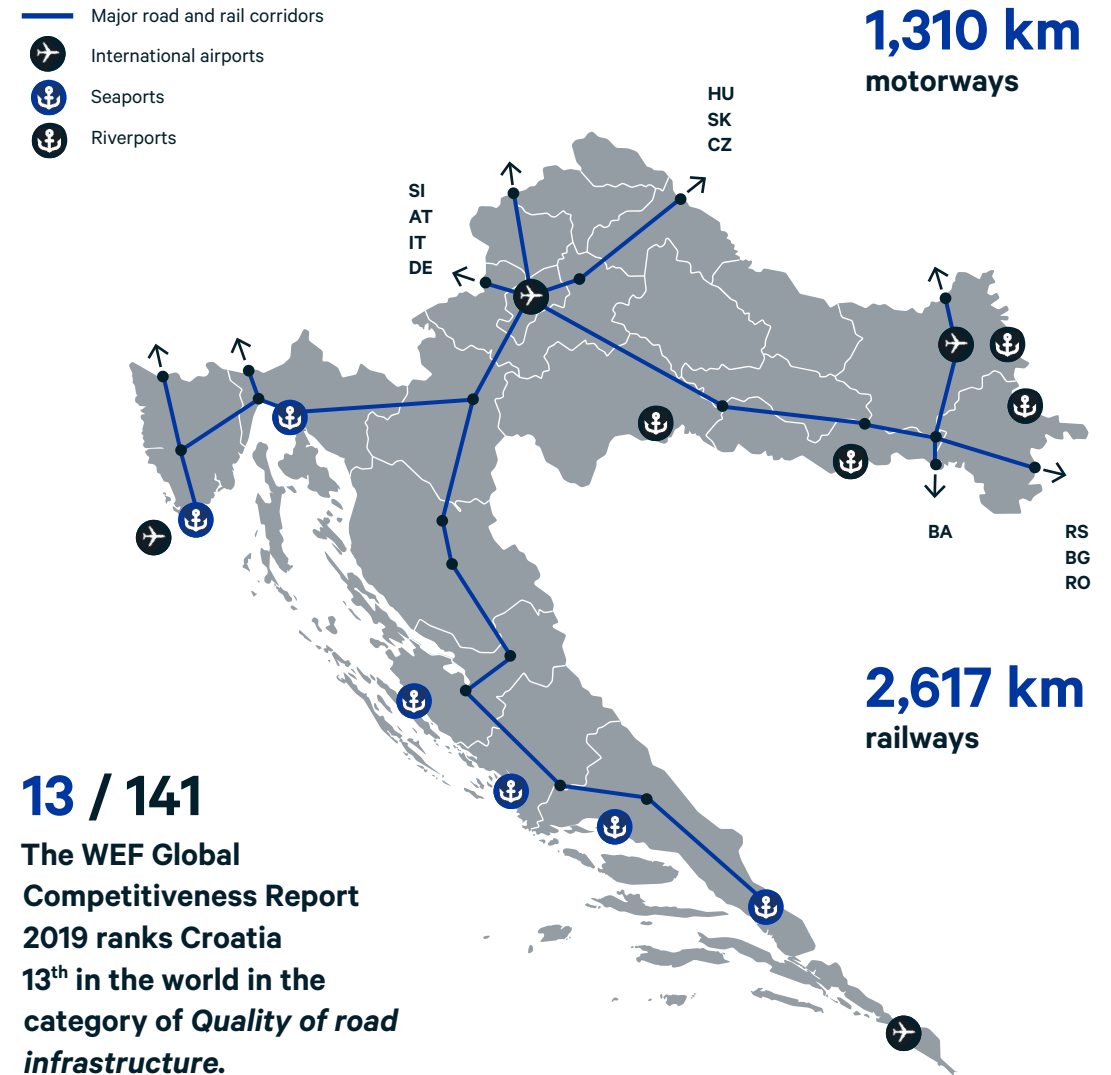 Major road and rail corridors
International airports
Seaports
Riverports
1,310 km
motorways
HU
SK
CZ
SI
AT
IT
DE
BA
RS
BG
RO
2,617 km
railways
13 / 141
The WEF Global
Competitiveness Report
2019 ranks Croatia
13th in the world in the
category of Quality of road
infrastructure.